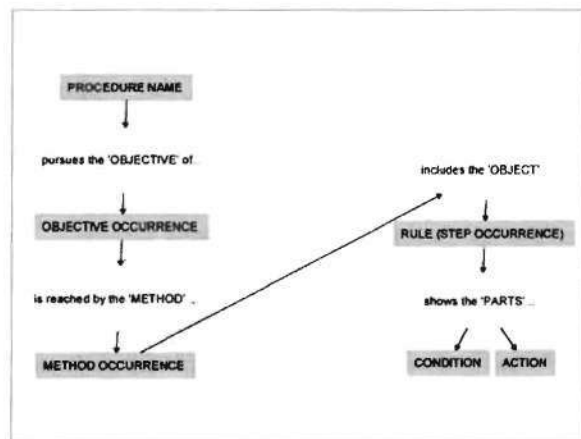 PROCEDURE NAME
pursues the 'OBJECTIVE' of...
OBJECTIVE OCCURRENCE
is reached by the 'METHOD' ...
METHOD OCCURRENCE
includes the 'OBJECT'
RULE (STEP OCCURRENCE)
shows the 'PARTS' ...
CONDITION
ACTION